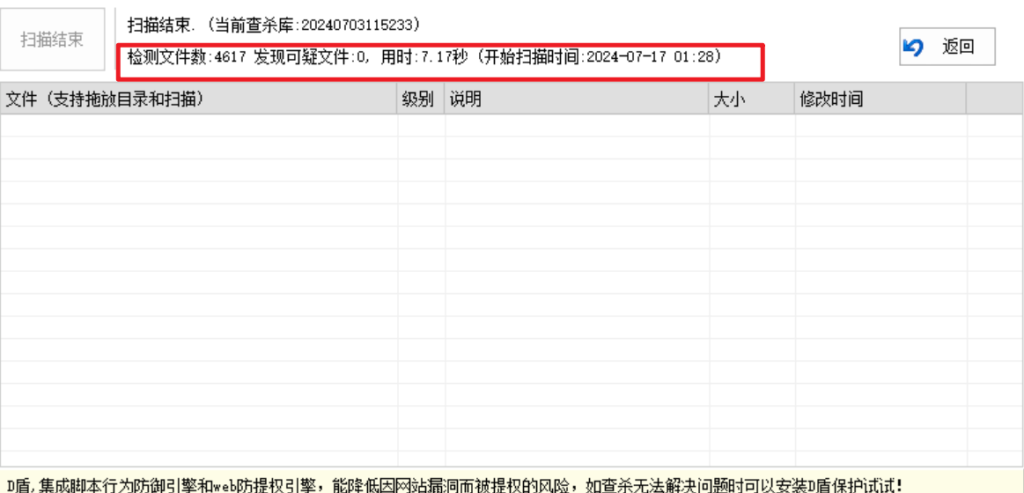 扫描结束
扫描结束. (当前查杀库:20240703115233)
检测文件数:4617 发现可疑文件:0, 用时:7.17秒 (开始扫描时间:2024-07-17 01:28)
返回
文件 (支持拖放目录和扫描) 级别 说明 大小 修改时间
D盾,集成脚本行为防御引擎和web防提权引擎, 能降低因网站漏洞而被提权的风险, 如查杀无法解决问题时可以安装D盾保护试试!